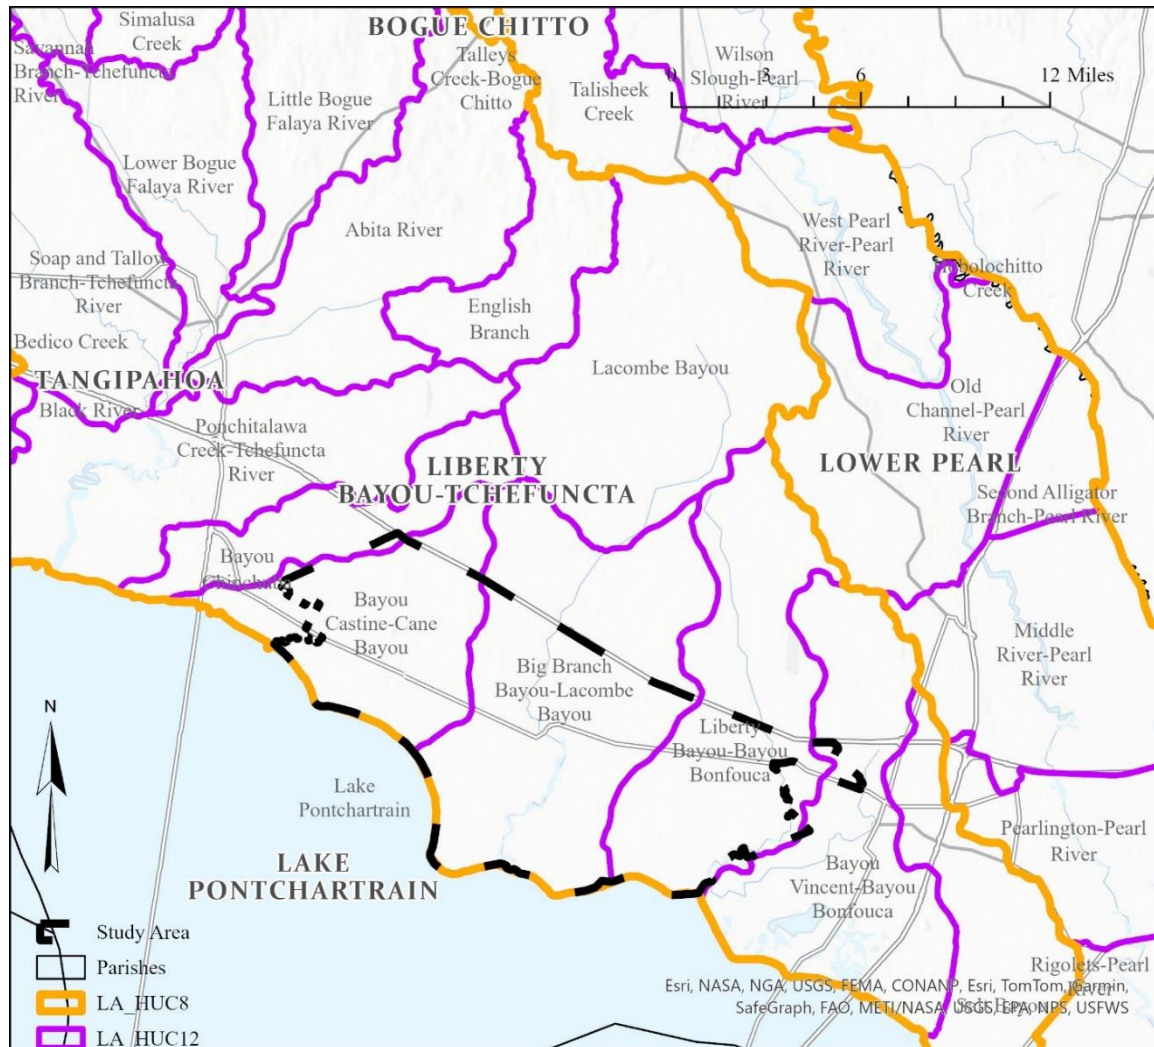 BOGUE CHITTO
Simalusa
Creek
Savannah
Branch-Tchefuncta
River
Talleys
Creek-Bogue
Chitto
Wilson
Slough-Pearl
River
0 3 6 12 Miles
Little Bogue
Falaya River
Talisheek
Creek
Lower Bogue
Falaya River
Abita River
West Pearl
River-Pearl
River
Soap and Tallow
Branch-Tchefuncta
River
Creek
English
Branch
Bedico Creek
Lacombe Bayou
TANGIPAHOA
Black River
Old
Channel-Pearl
River
Ponchitalawa
Creek-Tchefuncta
River
LIBERTY
BAYOU-TCHEFUNCTA
LOWER PEARL
Second Alligator
Branch-Pearl River
Bayou
Chinchuba
Bayou
Castine-Cane
Bayou
Middle
River-Pearl
River
Big Branch
Bayou-Lacombe
Bayou
Liberty
Bayou-Bayou
Bonfouca
N
Lake
Pontchartrain
Pearlington-Pearl
River
LAKE
PONTCHARTRAIN
Bayou
Vincent-Bayou
Bonfouca
Study Area
Parishes
LA_HUC8
LA_HUC12
Rigolets-Pearl
River
Esri, NASA, NGA, USGS, FEMA, CONANP, Esri, TomTom, Garmin,
SafeGraph, FAO, METI/NASA, USGS, EPA, NPS, USFWS